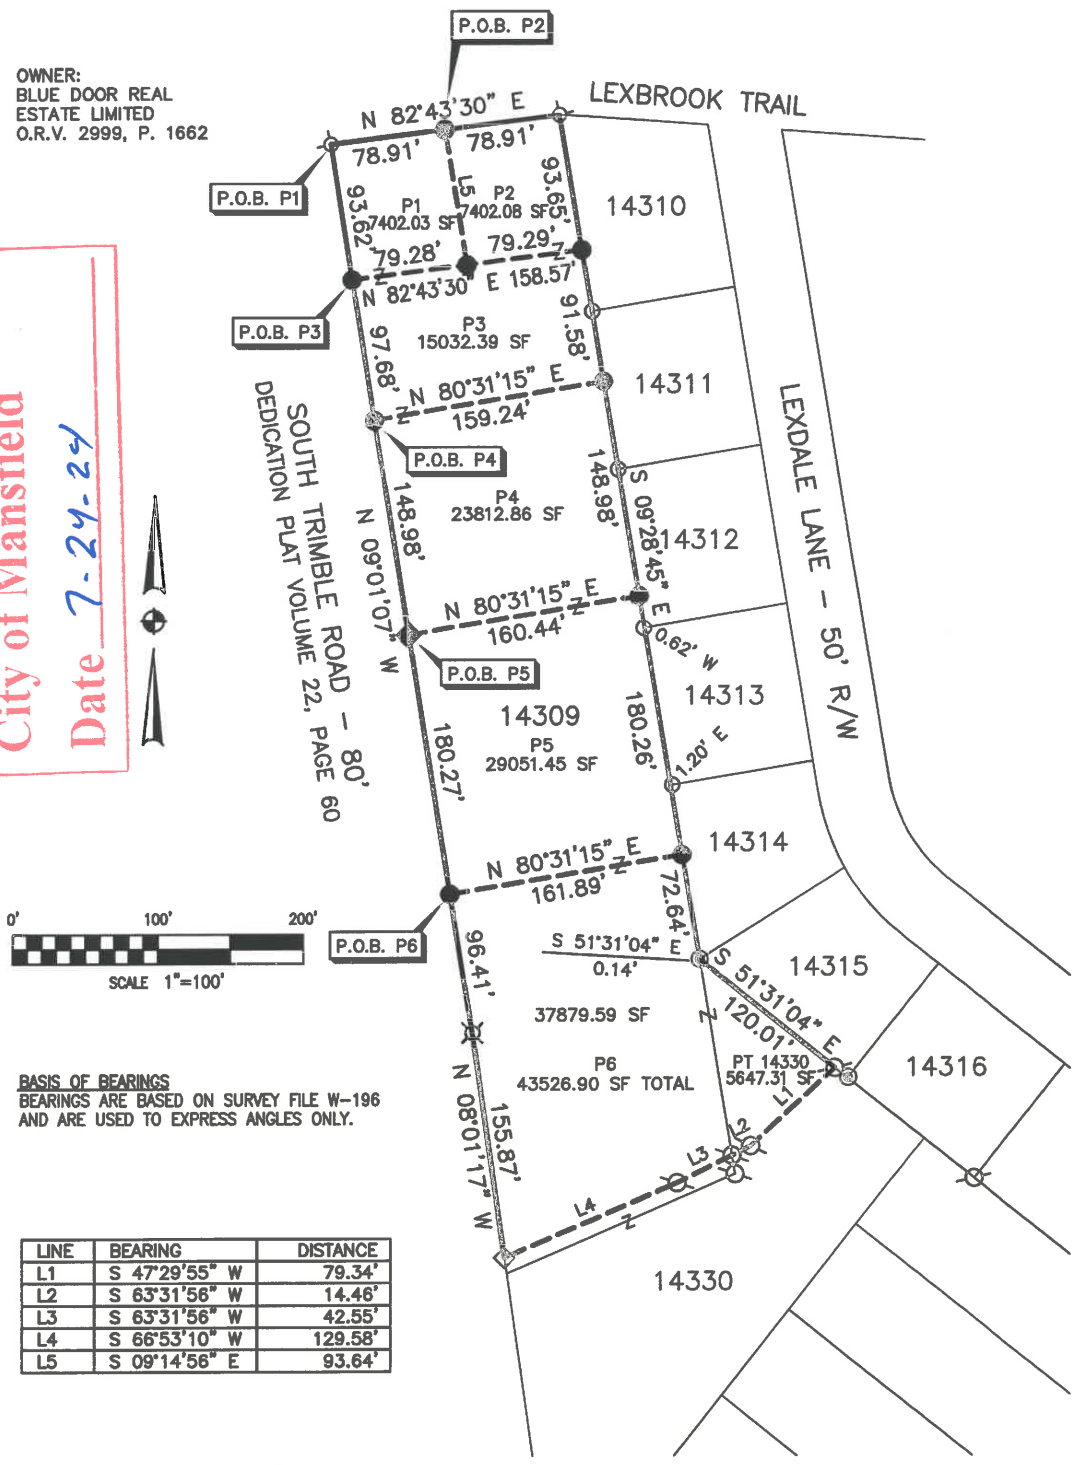 P.O.B. P2
OWNER:
BLUE DOOR REAL
ESTATE LIMITED
O.R.V. 2999, P. 1662
LEXBROOK TRAIL
N 82°43'30" E
78.91'
78.91'
P.O.B. P1
93.62'
P1
7402.03 SF
L5
P2
7402.08 SF
93.65'
14310
79.28'
79.29'
Z
Z
N 82°43'30" E 158.57'
P.O.B. P3
P3
15032.39 SF
97.68'
91.58'
N 80°31'15" E
Z
159.24'
14311
P.O.B. P4
P4
23812.86 SF
148.98'
148.98'
S 09°28'45" E
14312
SOUTH TRIMBLE ROAD - 80'
DEDICATION PLAT VOLUME 22, PAGE 60
N 09°01'07" W
LEXDALE LANE - 50' R/W
N 80°31'15" E
Z
160.44'
0.62' W
P.O.B. P5
14313
14309
P5
29051.45 SF
180.27'
180.26'
1.20' E
14314
N 80°31'15" E
Z
161.89'
72.64'
P.O.B. P6
96.41'
S 51°31'04" E
0.14'
S 51°31'04" E
120.01'
14315
Z
37879.59 SF
P6
43526.90 SF TOTAL
PT 14330
5647.31 SF
14316
L1
L2
L3
L4
Z
N 08°01'17" W
155.87'
14330
City of Mansfield
Date 7-24-24
0' 100' 200'
SCALE 1"=100'
BASIS OF BEARINGS
BEARINGS ARE BASED ON SURVEY FILE W-196
AND ARE USED TO EXPRESS ANGLES ONLY.
LINE BEARING DISTANCE
L1 S 47°29'55" W 79.34'
L2 S 63°31'56" W 14.46'
L3 S 63°31'56" W 42.55'
L4 S 66°53'10" W 129.58'
L5 S 09°14'56" E 93.64'